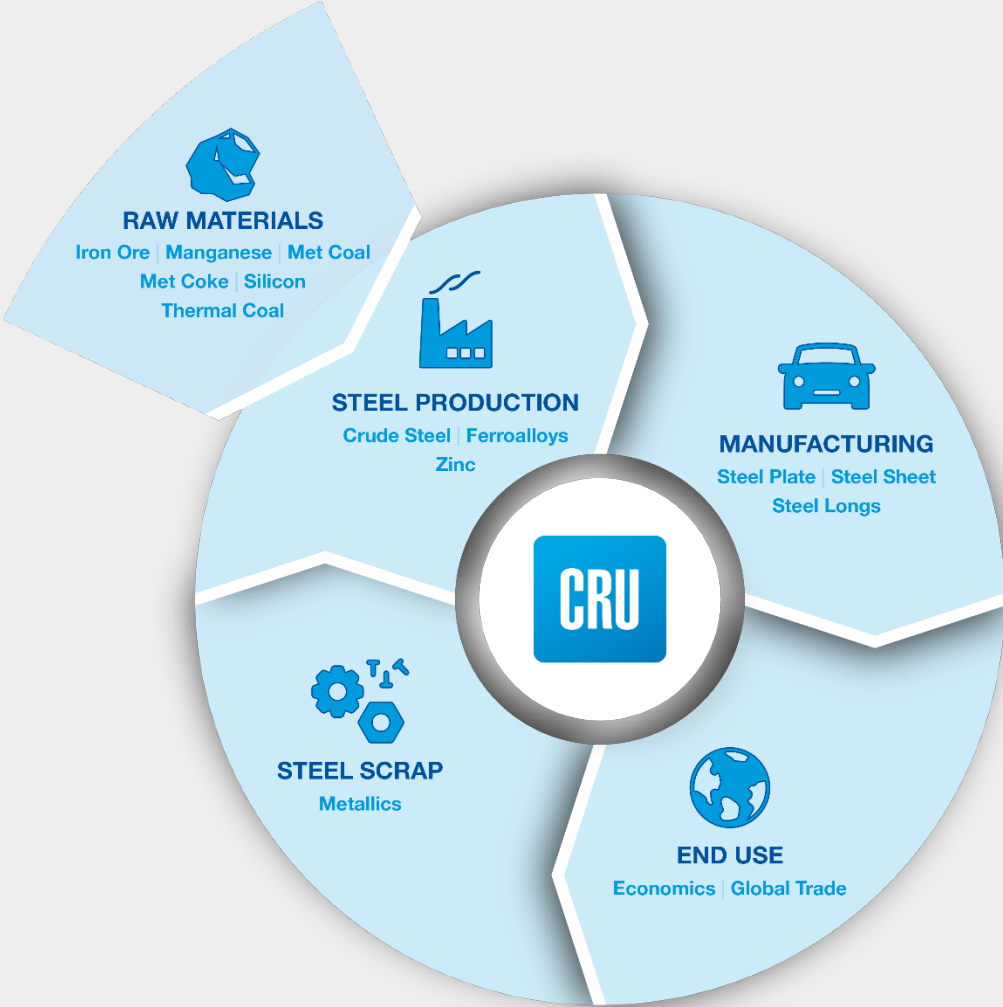 RAW MATERIALS
Iron Ore | Manganese | Met Coal
Met Coke | Silicon
Thermal Coal
STEEL PRODUCTION
Crude Steel | Ferroalloys
Zinc
MANUFACTURING
Steel Plate | Steel Sheet
Steel Longs
CRU
STEEL SCRAP
Metallics
END USE
Economics | Global Trade